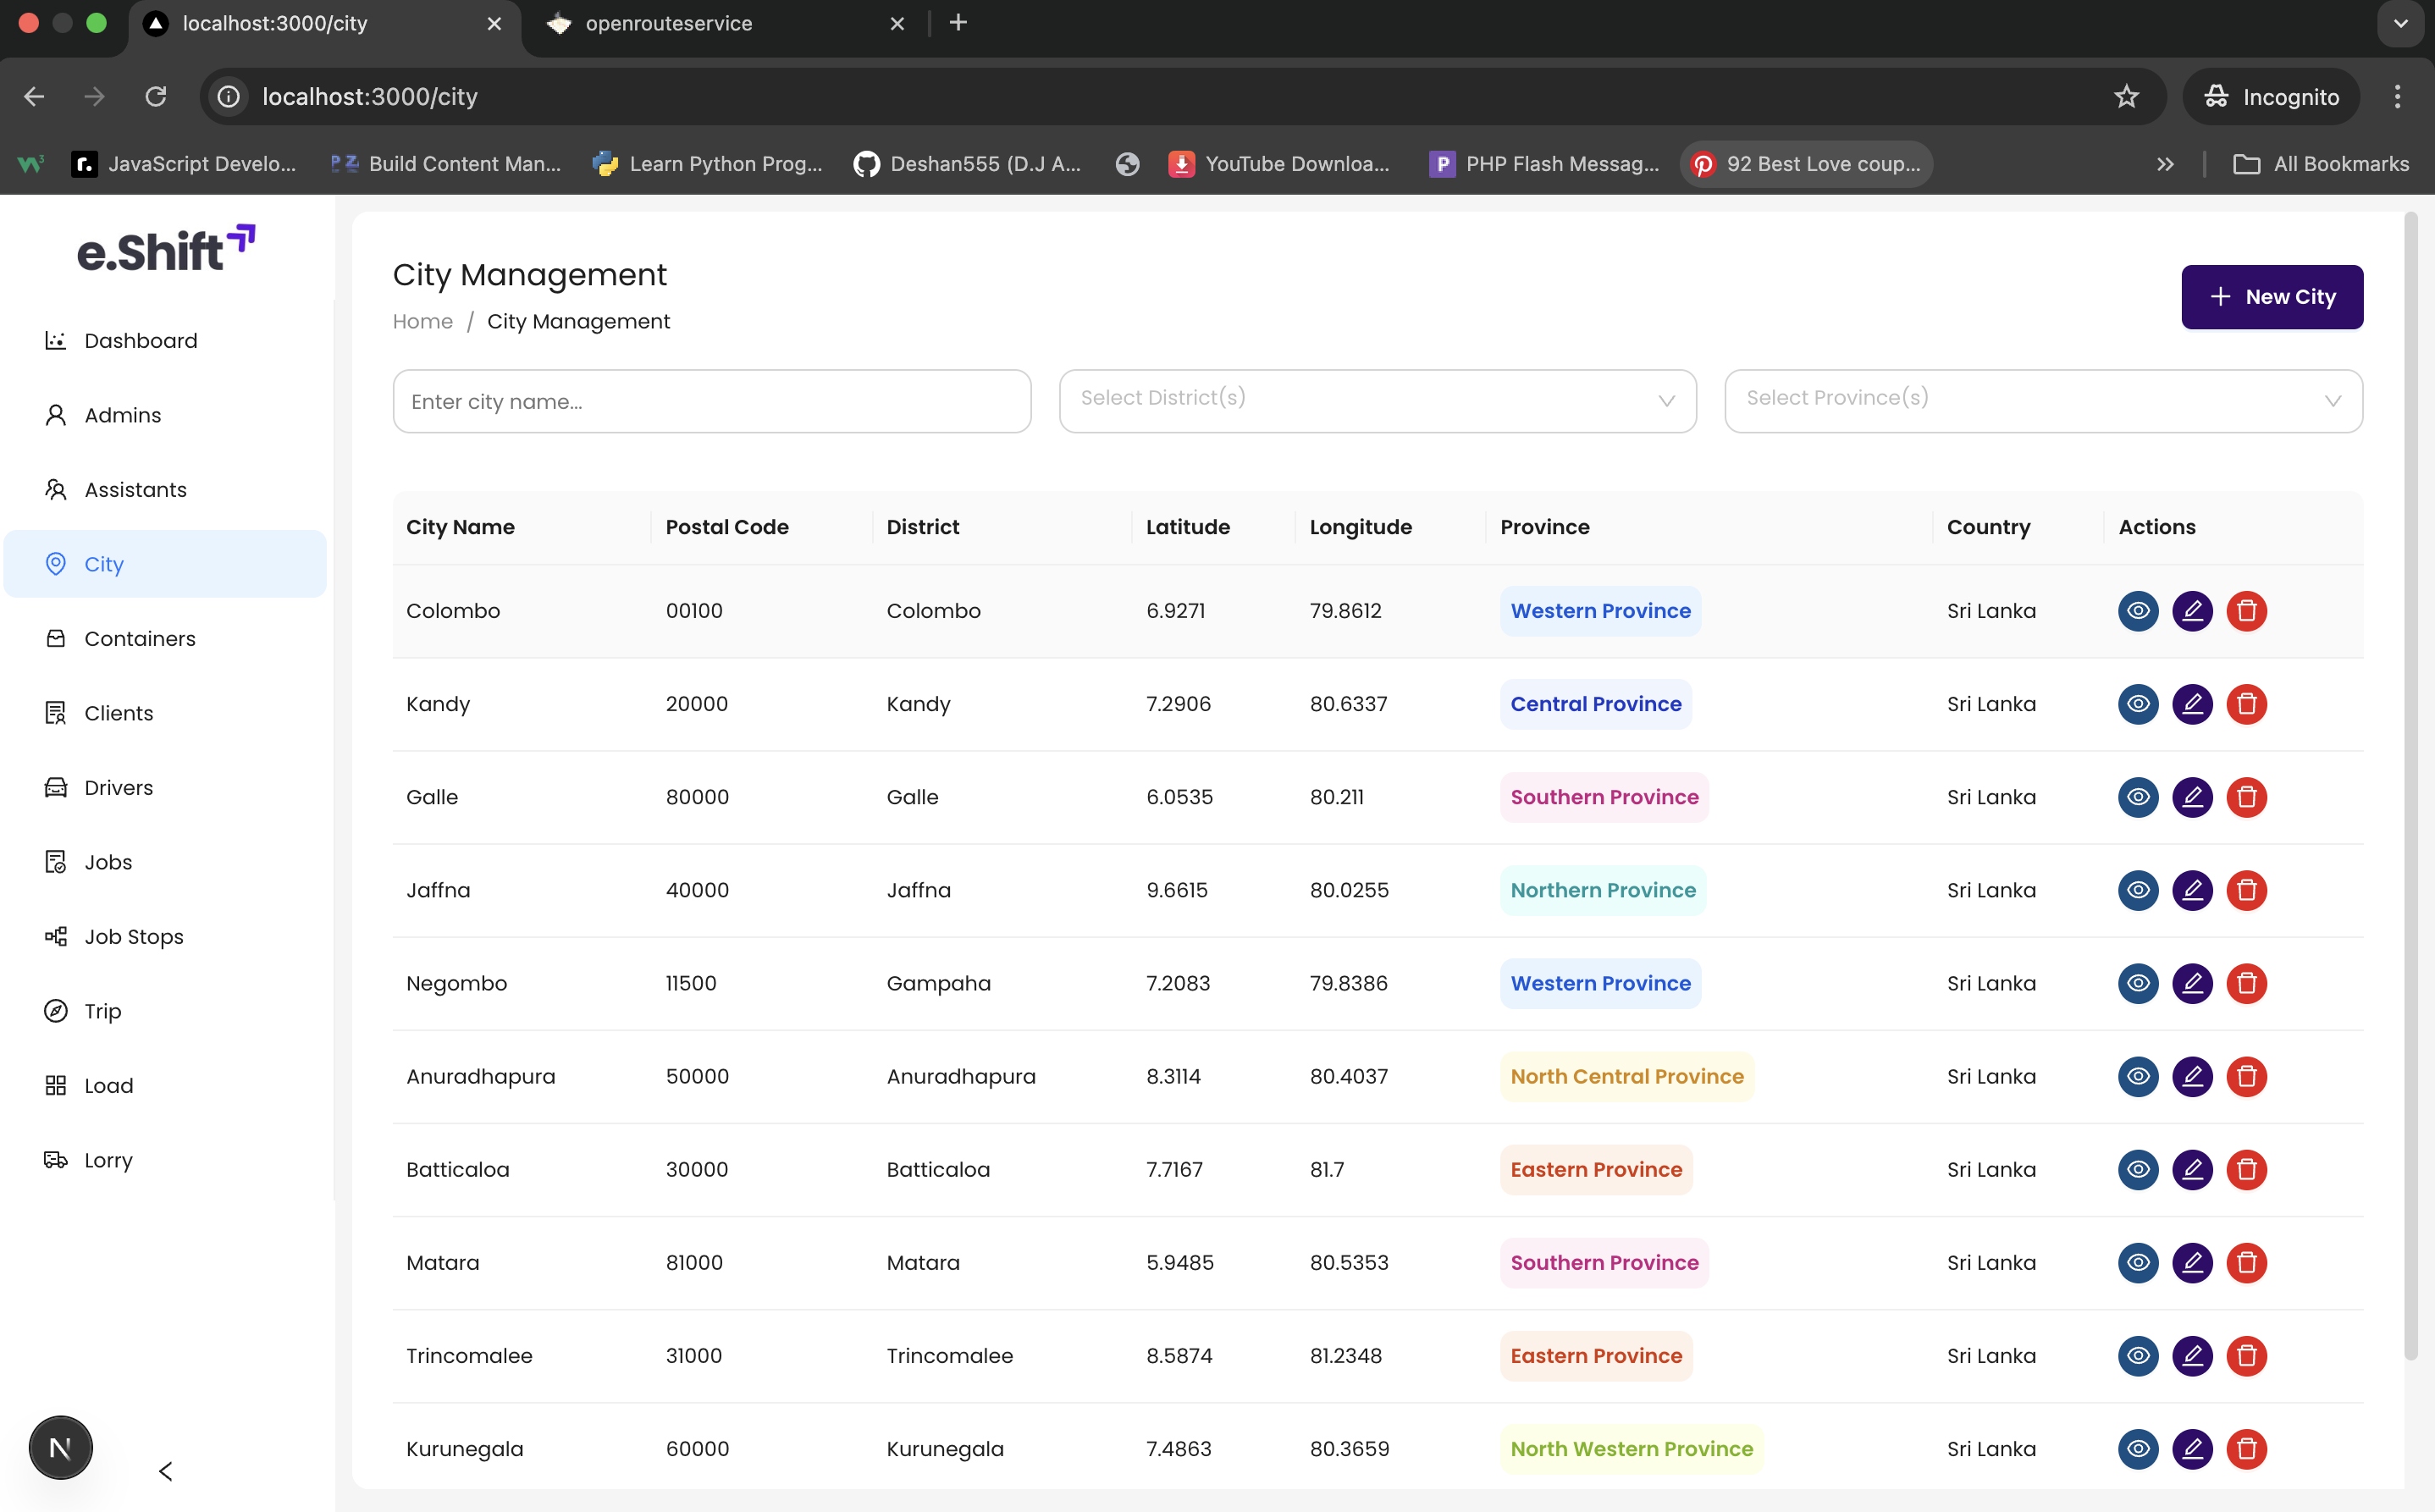 localhost:3000/city
openrouteservice
localhost:3000/city
Incognito
JavaScript Develo...
Build Content Man...
Learn Python Prog...
Deshan555 (D.J A...
YouTube Downloa...
PHP Flash Messag...
92 Best Love coup...
All Bookmarks
e.Shift
Dashboard
Admins
Assistants
City
Containers
Clients
Drivers
Jobs
Job Stops
Trip
Load
Lorry
N
City Management
Home / City Management
New City
Enter city name...
Select District(s)
Select Province(s)
City Name Postal Code District Latitude Longitude Province Country Actions
Colombo 00100 Colombo 6.9271 79.8612 Western Province Sri Lanka
Kandy 20000 Kandy 7.2906 80.6337 Central Province Sri Lanka
Galle 80000 Galle 6.0535 80.211 Southern Province Sri Lanka
Jaffna 40000 Jaffna 9.6615 80.0255 Northern Province Sri Lanka
Negombo 11500 Gampaha 7.2083 79.8386 Western Province Sri Lanka
Anuradhapura 50000 Anuradhapura 8.3114 80.4037 North Central Province Sri Lanka
Batticaloa 30000 Batticaloa 7.7167 81.7 Eastern Province Sri Lanka
Matara 81000 Matara 5.9485 80.5353 Southern Province Sri Lanka
Trincomalee 31000 Trincomalee 8.5874 81.2348 Eastern Province Sri Lanka
Kurunegala 60000 Kurunegala 7.4863 80.3659 North Western Province Sri Lanka